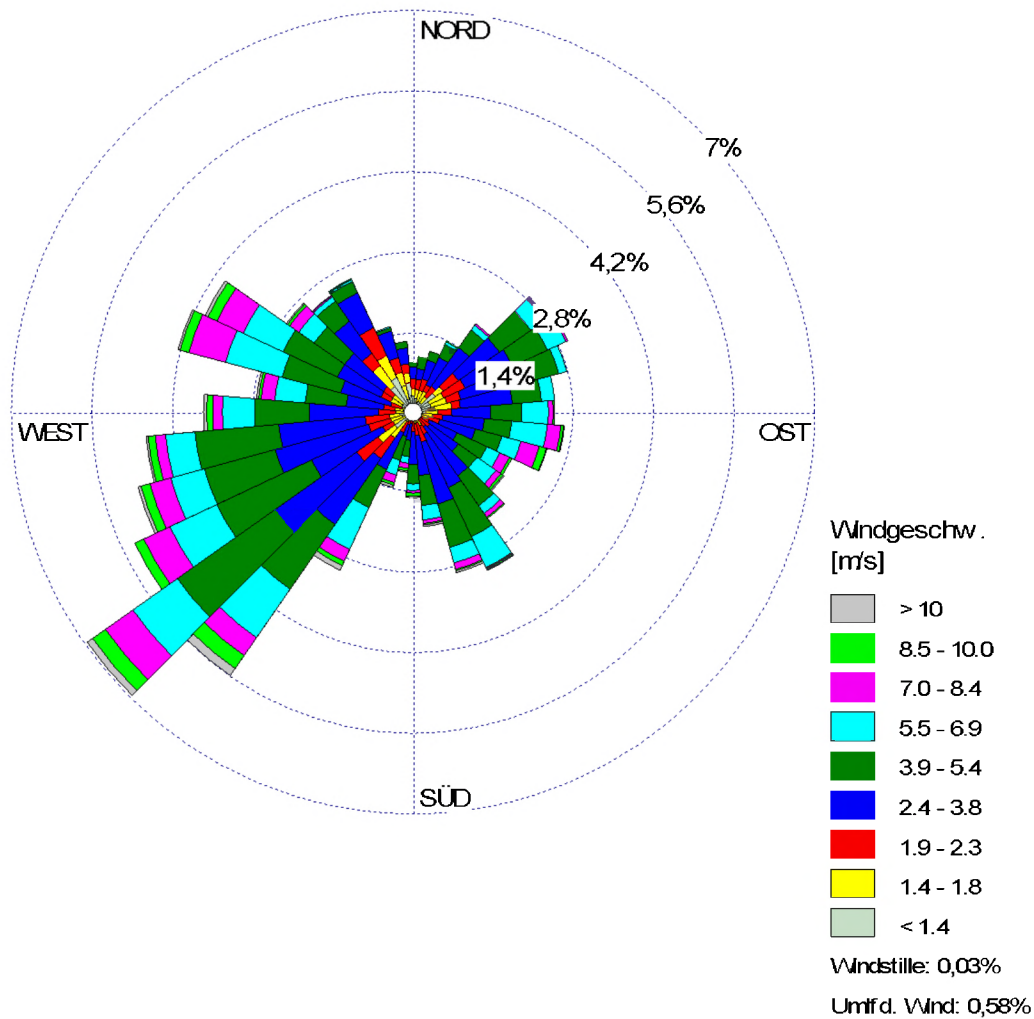 NORD
7%
5,6%
4,2%
2,8%
1,4%
WEST
OST
SÜD
Windgeschw.
[m/s]
> 10
8.5 - 10.0
7.0 - 8.4
5.5 - 6.9
3.9 - 5.4
2.4 - 3.8
1.9 - 2.3
1.4 - 1.8
< 1.4
Windstille: 0,03%
Umlfd. Wind: 0,58%